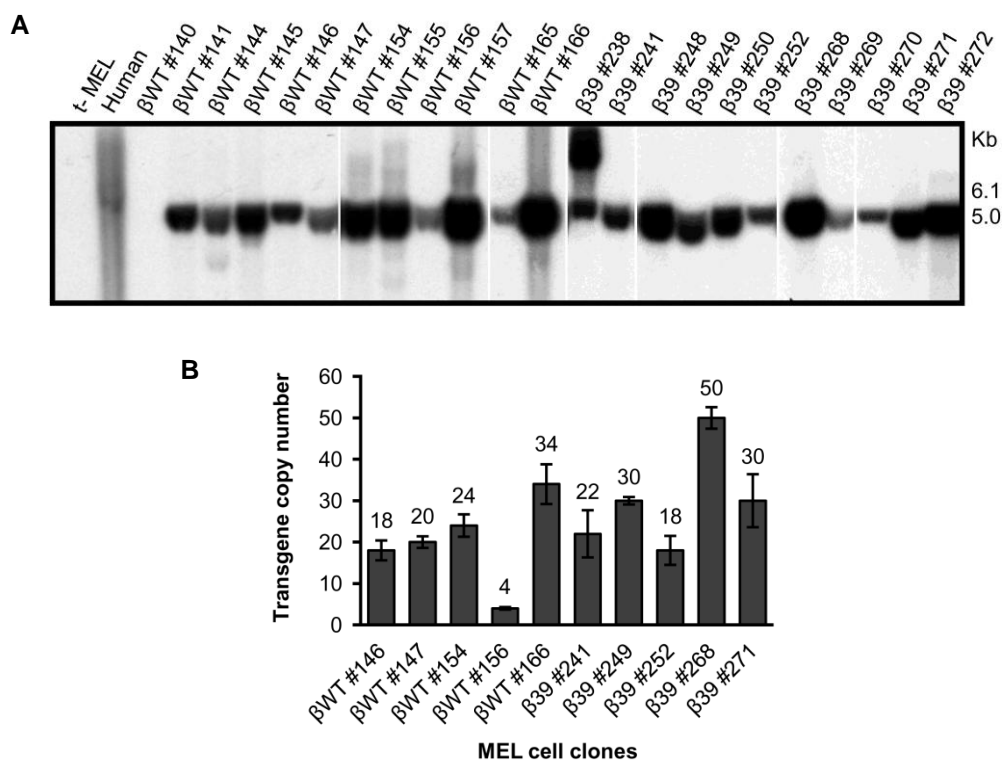 A
t- MEL
Human
βWT #140
βWT #141
βWT #144
βWT #145
βWT #146
βWT #147
βWT #154
βWT #155
βWT #156
βWT #157
βWT #165
βWT #166
β39 #238
β39 #241
β39 #248
β39 #249
β39 #250
β39 #252
β39 #268
β39 #269
β39 #270
β39 #271
β39 #272
Kb
6.1
5.0
B
Transgene copy number
60
50
40
30
20
10
0
18
20
24
4
34
22
30
18
50
30
βWT #146
βWT #147
βWT #154
βWT #156
βWT #166
β39 #241
β39 #249
β39 #252
β39 #268
β39 #271
MEL cell clones